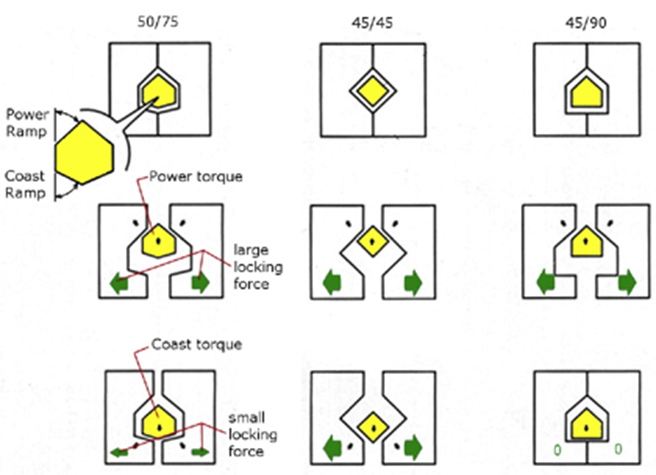 50/75
45/45
45/90
Power
Ramp
Coast
Ramp
Power torque
large
locking
force
Coast torque
small
locking
force
0
0